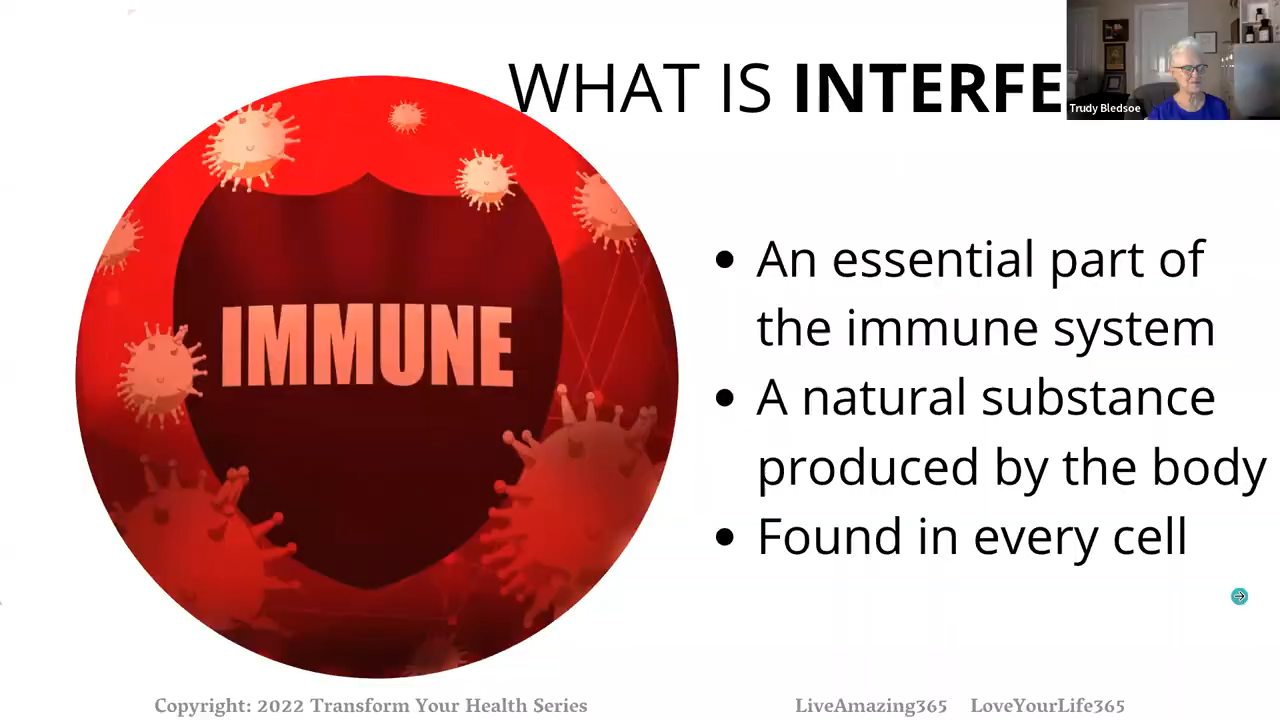 WHAT IS INTERFE
Trudy Bledsoe
IMMUNE
• An essential part of
the immune system
• A natural substance
produced by the body
• Found in every cell
Copyright: 2022 Transform Your Health Series
LiveAmazing365 LoveYourLife365